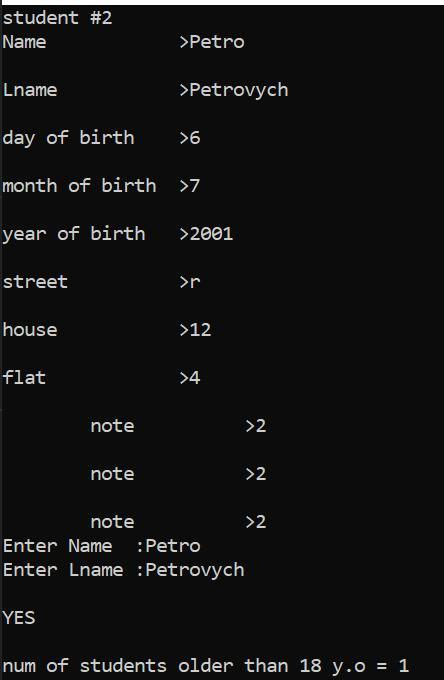 student #2
Name >Petro
Lname >Petrovych
day of birth >6
month of birth >7
year of birth >2001
street >r
house >12
flat >4
note >2
note >2
note >2
Enter Name :Petro
Enter Lname :Petrovych
YES
num of students older than 18 y.o = 1